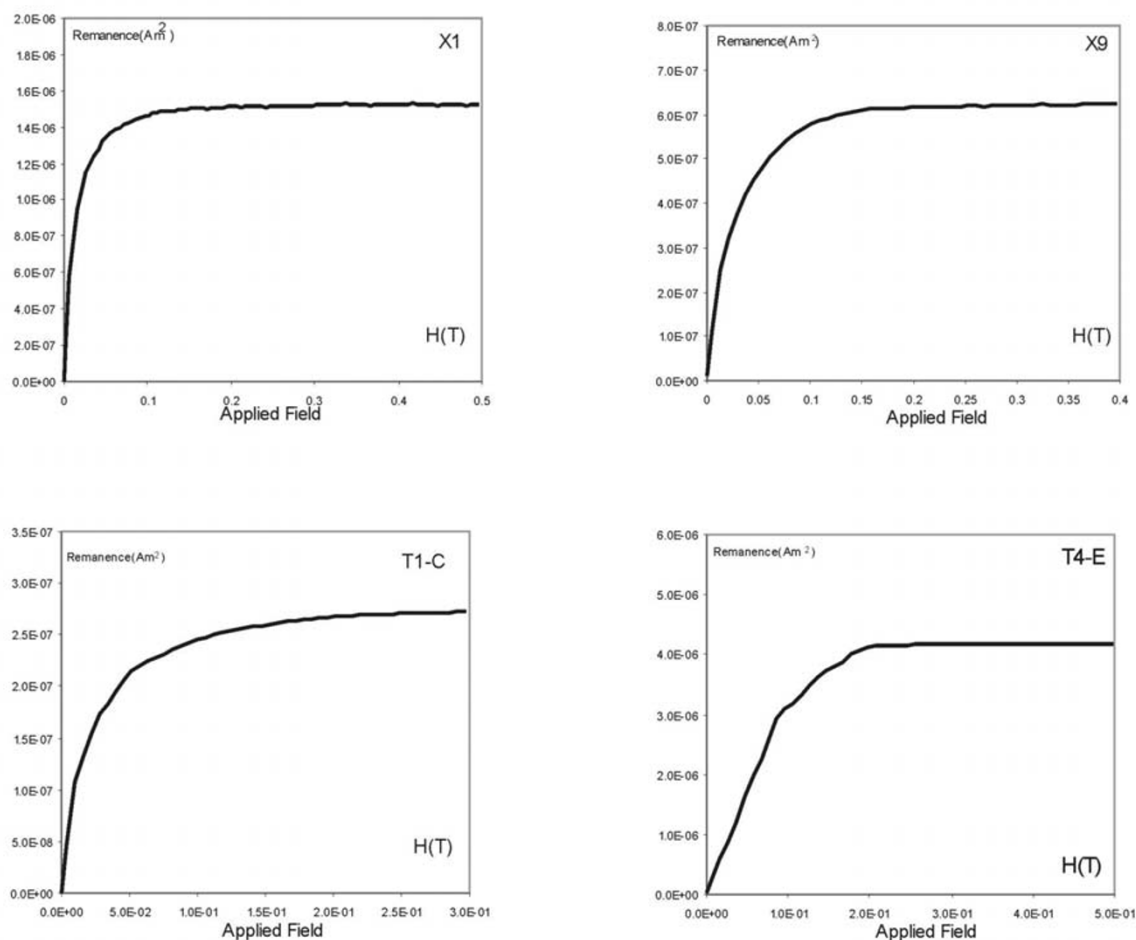 Remanence(Am2)
X1
2.0E-06
1.8E-06
1.6E-06
1.4E-06
1.2E-06
1.0E-06
8.0E-07
6.0E-07
4.0E-07
2.0E-07
0.0E+00
H(T)
0 0.1 0.2 0.3 0.4 0.5
Applied Field
Remanence(Am²)
X9
8.0E-07
7.0E-07
6.0E-07
5.0E-07
4.0E-07
3.0E-07
2.0E-07
1.0E-07
0.0E+00
H(T)
0 0.05 0.1 0.15 0.2 0.25 0.3 0.35 0.4
Applied Field
Remanence(Am²)
T1-C
3.5E-07
3.0E-07
2.5E-07
2.0E-07
1.5E-07
1.0E-07
5.0E-08
0.0E+00
H(T)
0.0E+00 5.0E-02 1.0E-01 1.5E-01 2.0E-01 2.5E-01 3.0E-01
Applied Field
Remanence(Am²)
T4-E
6.0E-06
5.0E-06
4.0E-06
3.0E-06
2.0E-06
1.0E-06
0.0E+00
H(T)
0.0E+00 1.0E-01 2.0E-01 3.0E-01 4.0E-01 5.0E-01
Applied Field